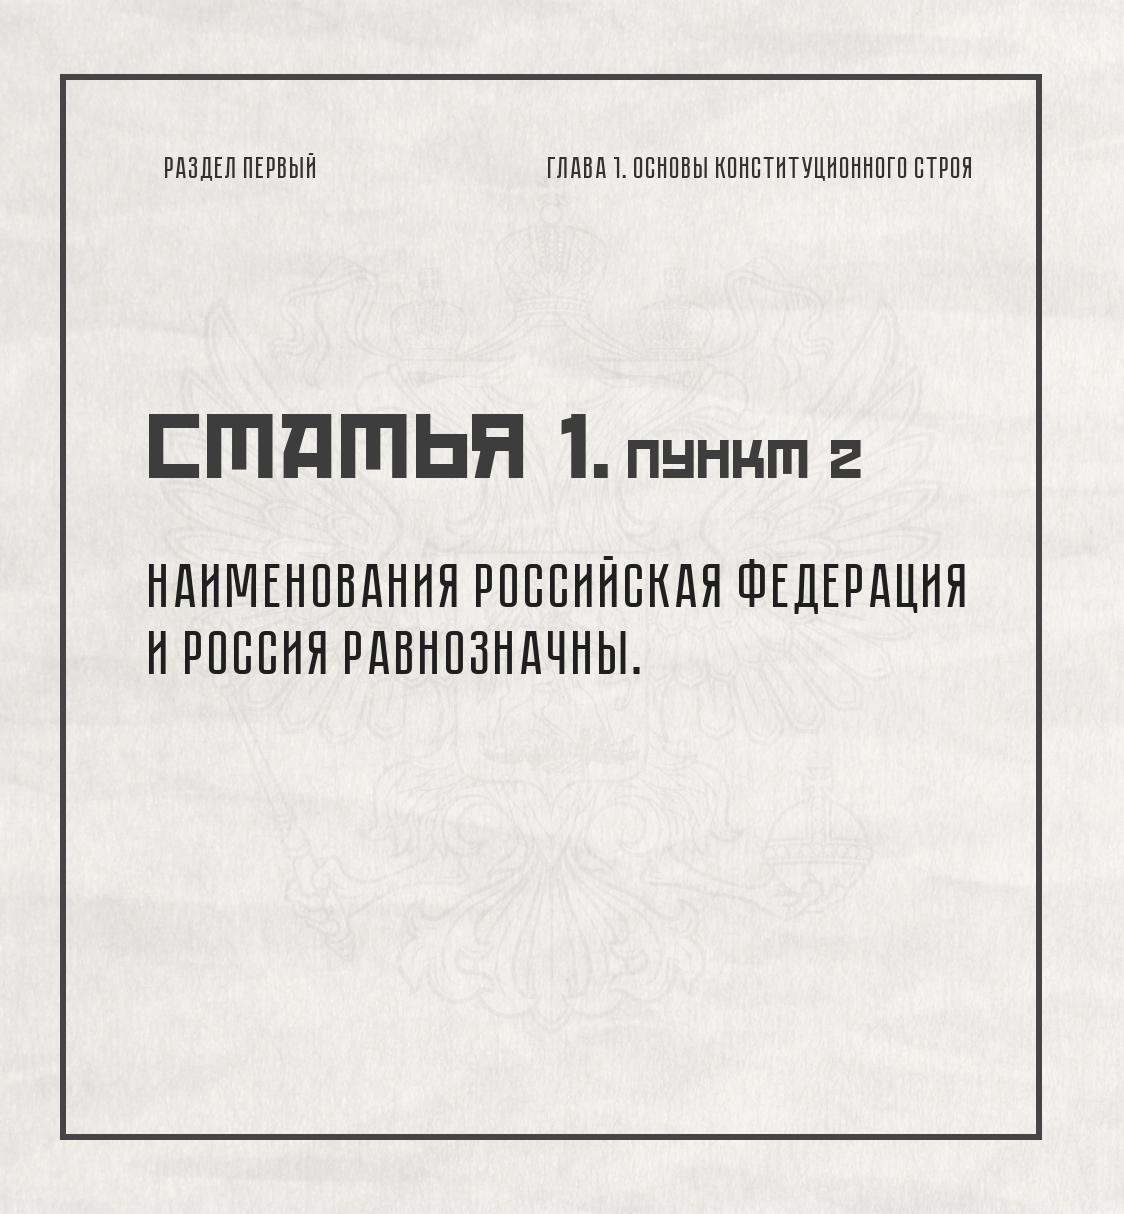 РАЗДЕЛ ПЕРВЫЙ
ГЛАВА 1. ОСНОВЫ КОНСТИТУЦИОННОГО СТРОЯ
СТАТЬЯ 1. ПУНКТ 2
НАИМЕНОВАНИЯ РОССИЙСКАЯ ФЕДЕРАЦИЯ
И РОССИЯ РАВНОЗНАЧНЫ.